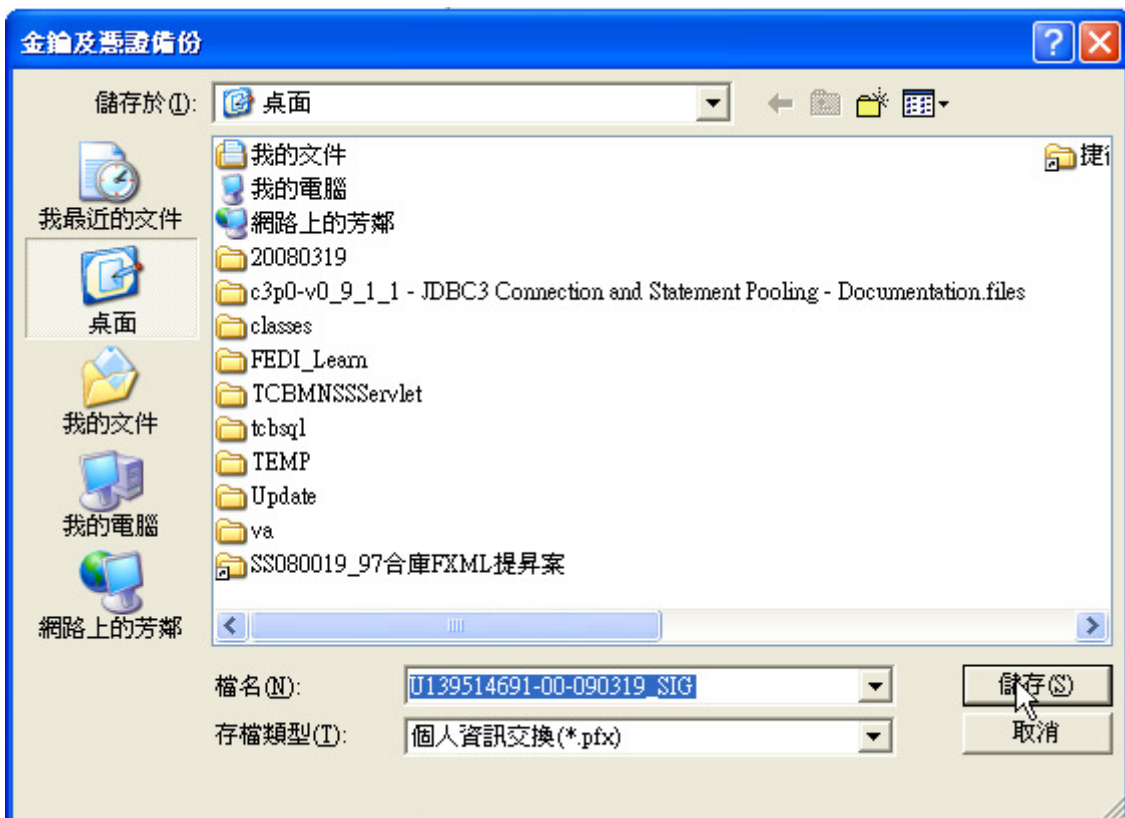 金鑰及憑證備份
儲存於(I):
桌面
我最近的文件
桌面
我的文件
我的電腦
網路上的芳鄰
我的文件
我的電腦
網路上的芳鄰
20080319
c3p0-v0_9_1_1 - JDBC3 Connection and Statement Pooling - Documentation.files
classes
FEDI_Learn
TCBMNSSServlet
tcbsql
TEMP
Update
va
SS080019_97合庫FXML提昇案
捷
檔名(N):
U139514691-00-090319_SIG
儲存(S)
存檔類型(T):
個人資訊交換(*.pfx)
取消